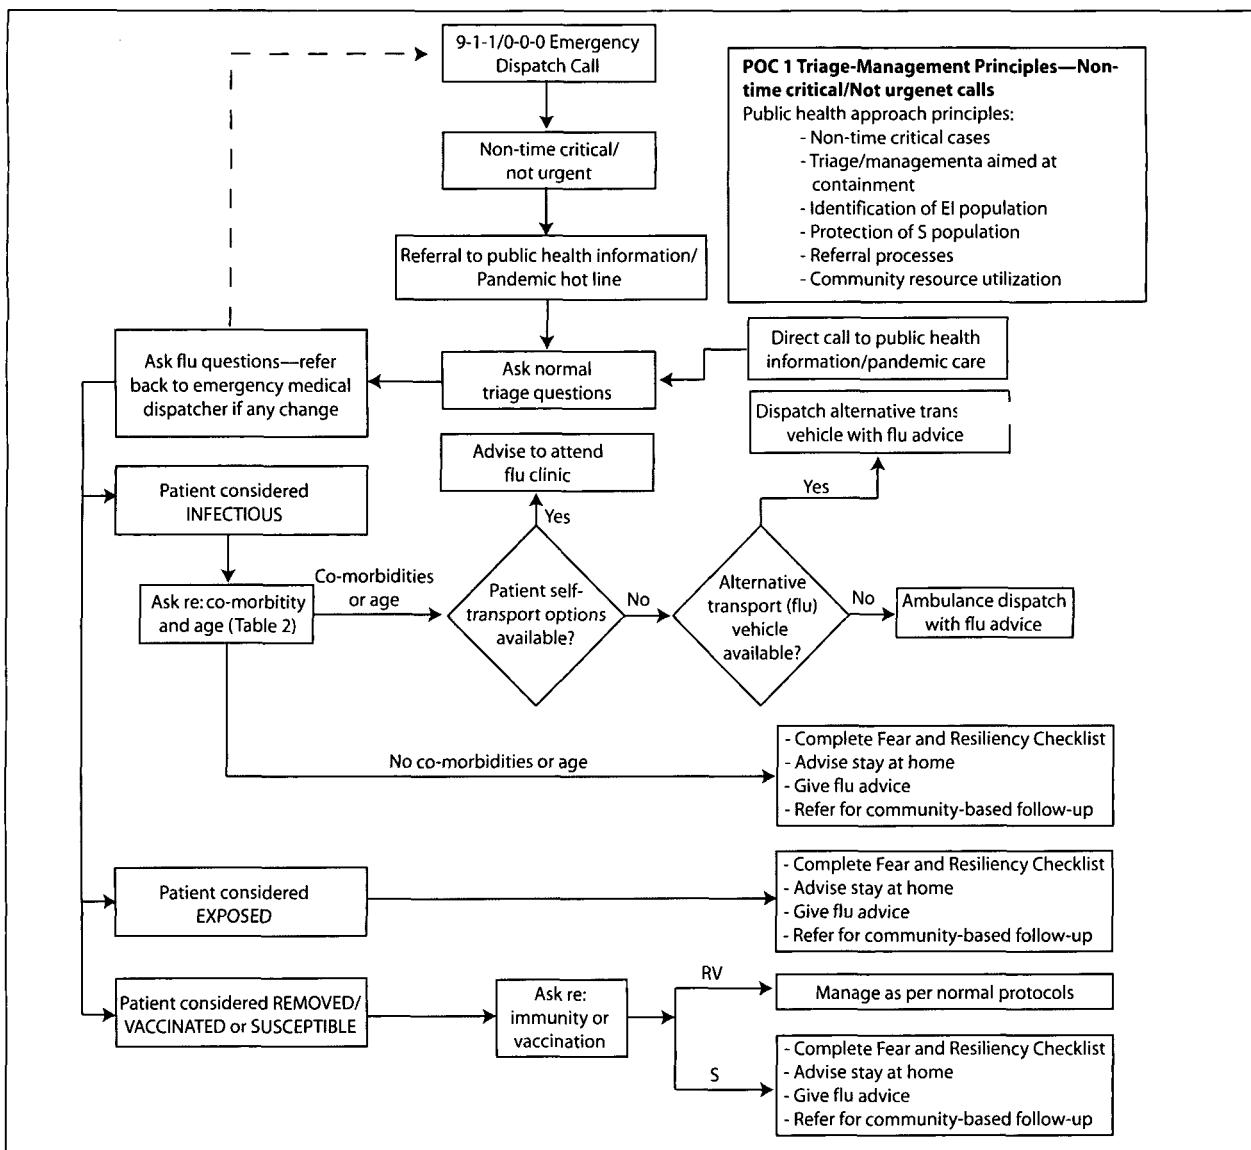 9-1-1/0-0-0 Emergency
Dispatch Call
POC 1 Triage-Management Principles—Non-
time critical/Not urgenet calls
Public health approach principles:
- Non-time critical cases
- Triage/managementa aimed at
containment
- Identification of EI population
- Protection of S population
- Referral processes
- Community resource utilization
Non-time critical/
not urgent
Referral to public health information/
Pandemic hot line
Direct call to public health
information/pandemic care
Ask normal
triage questions
Ask flu questions—refer
back to emergency medical
dispatcher if any change
Dispatch alternative trans
vehicle with flu advice
Advise to attend
flu clinic
Yes
Yes
Patient considered
INFECTIOUS
Ask re: co-morbitity
and age (Table 2)
Co-morbidities
or age
Patient self-
transport options
available?
No
Alternative
transport (flu)
vehicle
available?
No
Ambulance dispatch
with flu advice
No co-morbidities or age
- Complete Fear and Resiliency Checklist
- Advise stay at home
- Give flu advice
- Refer for community-based follow-up
Patient considered
EXPOSED
- Complete Fear and Resiliency Checklist
- Advise stay at home
- Give flu advice
- Refer for community-based follow-up
Patient considered REMOVED/
VACCINATED or SUSCEPTIBLE
Ask re:
immunity or
vaccination
RV
Manage as per normal protocols
S
- Complete Fear and Resiliency Checklist
- Advise stay at home
- Give flu advice
- Refer for community-based follow-up